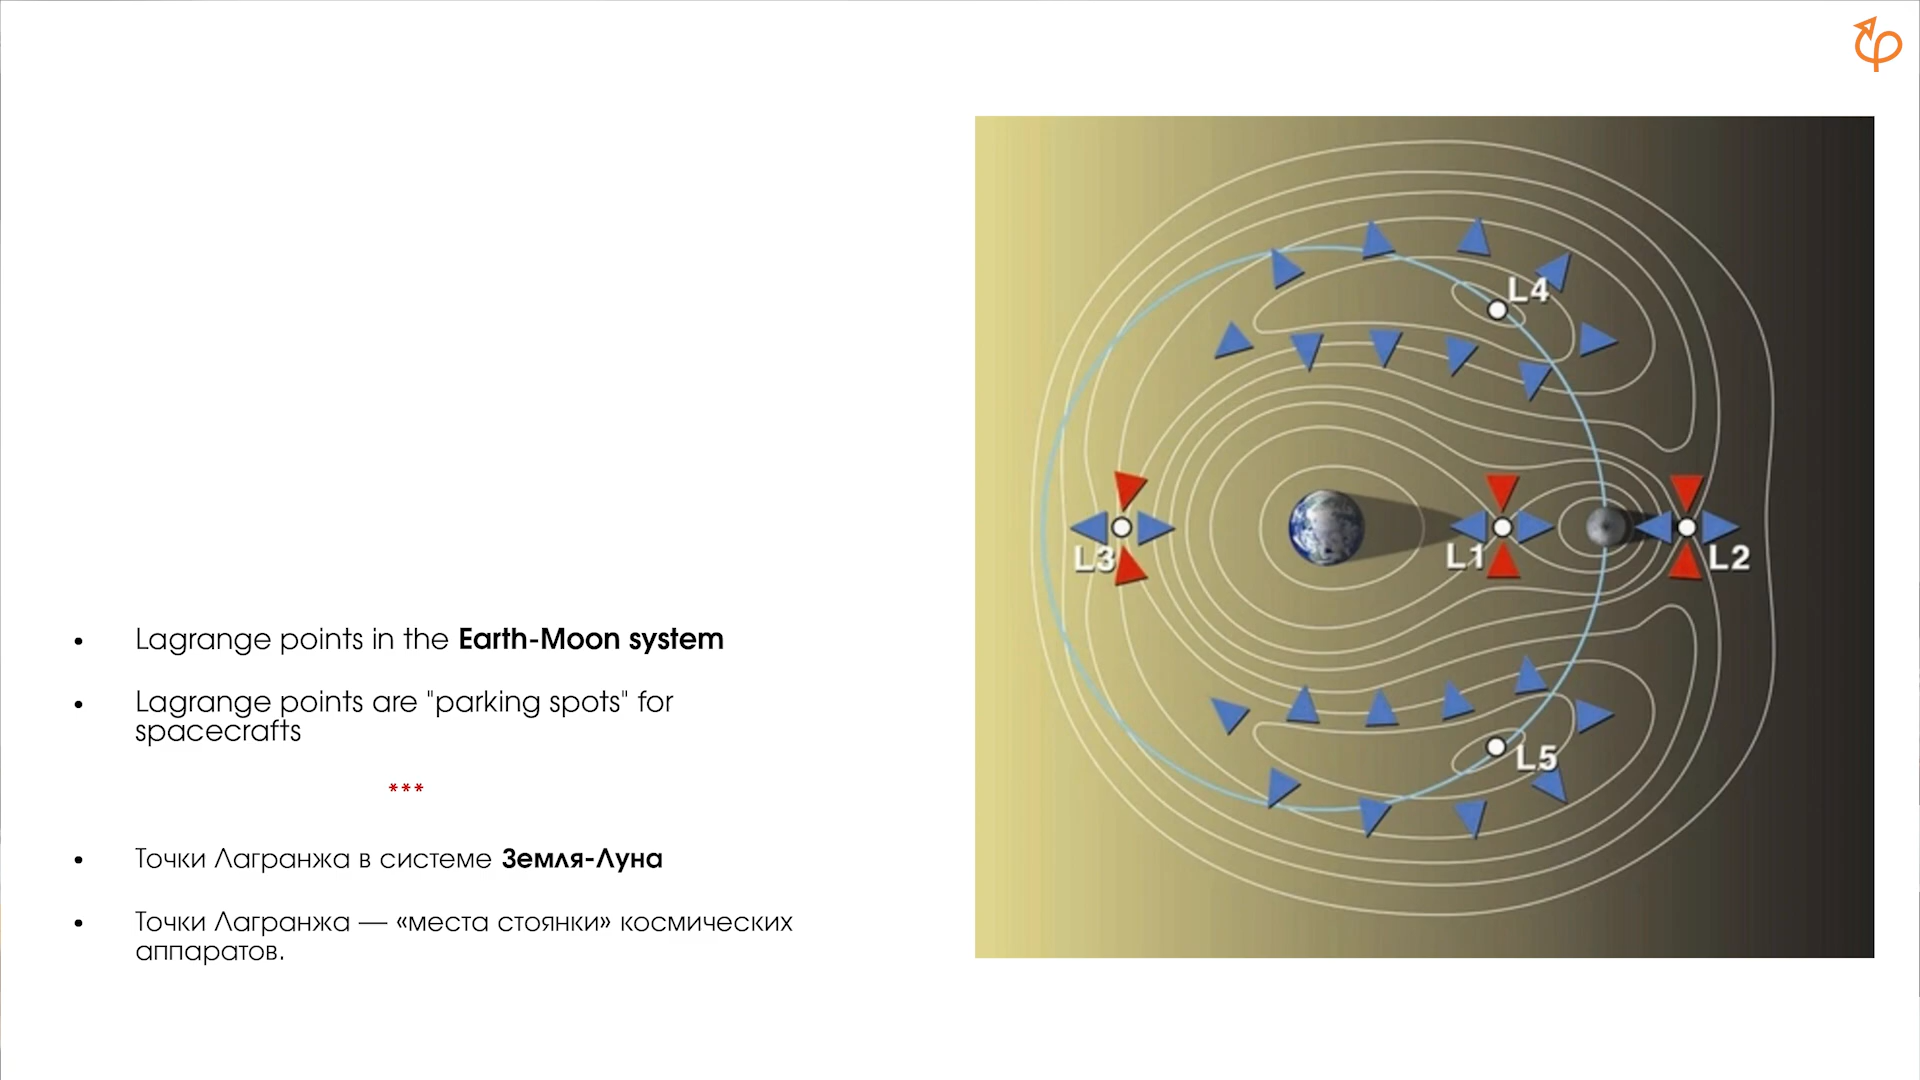 Lagrange points in the Earth-Moon system
Lagrange points are "parking spots" for
spacecrafts
***
Точки Лагранжа в системе Земля-Луна
Точки Лагранжа — «места стоянки» космических
аппаратов.
L4
L3
L1
L2
L5